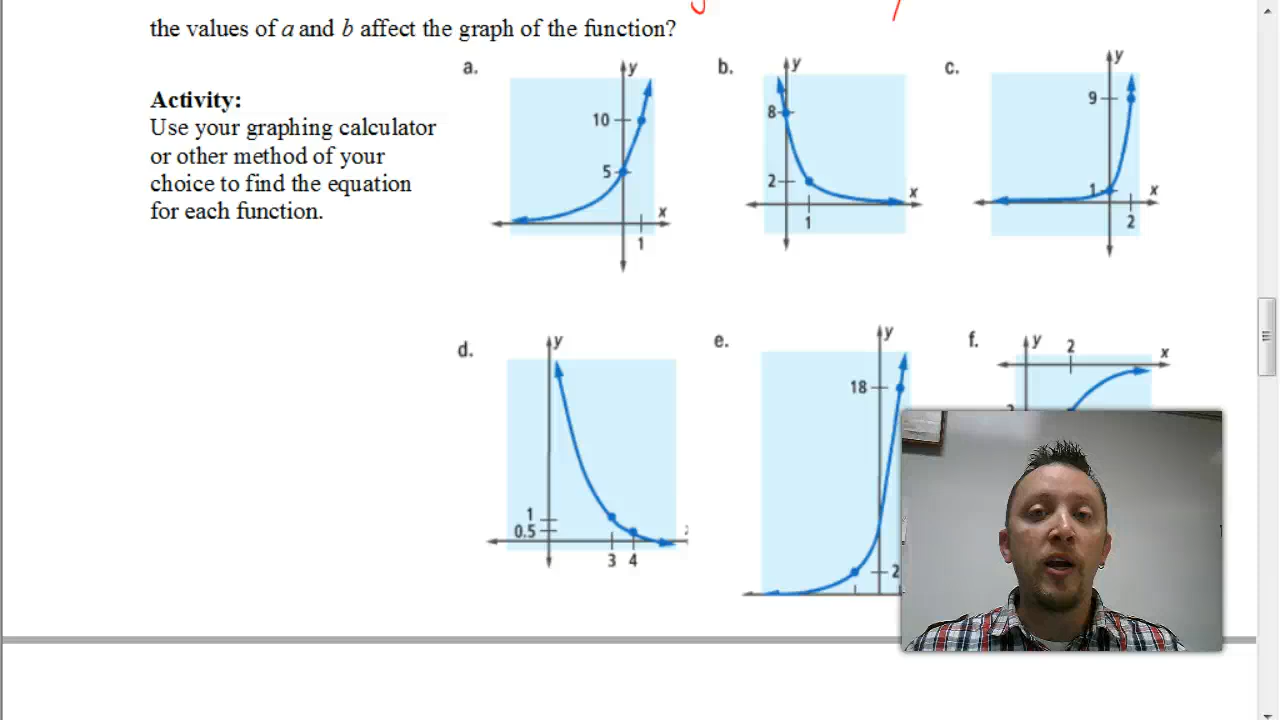 the values of a and b affect the graph of the function?
Activity:
Use your graphing calculator
or other method of your
choice to find the equation
for each function.
a.
y
10
5
x
1
b.
y
8
2
x
1
c.
y
9
1
x
2
d.
y
1
0.5
3 4
e.
y
18
2
f.
y
2
x